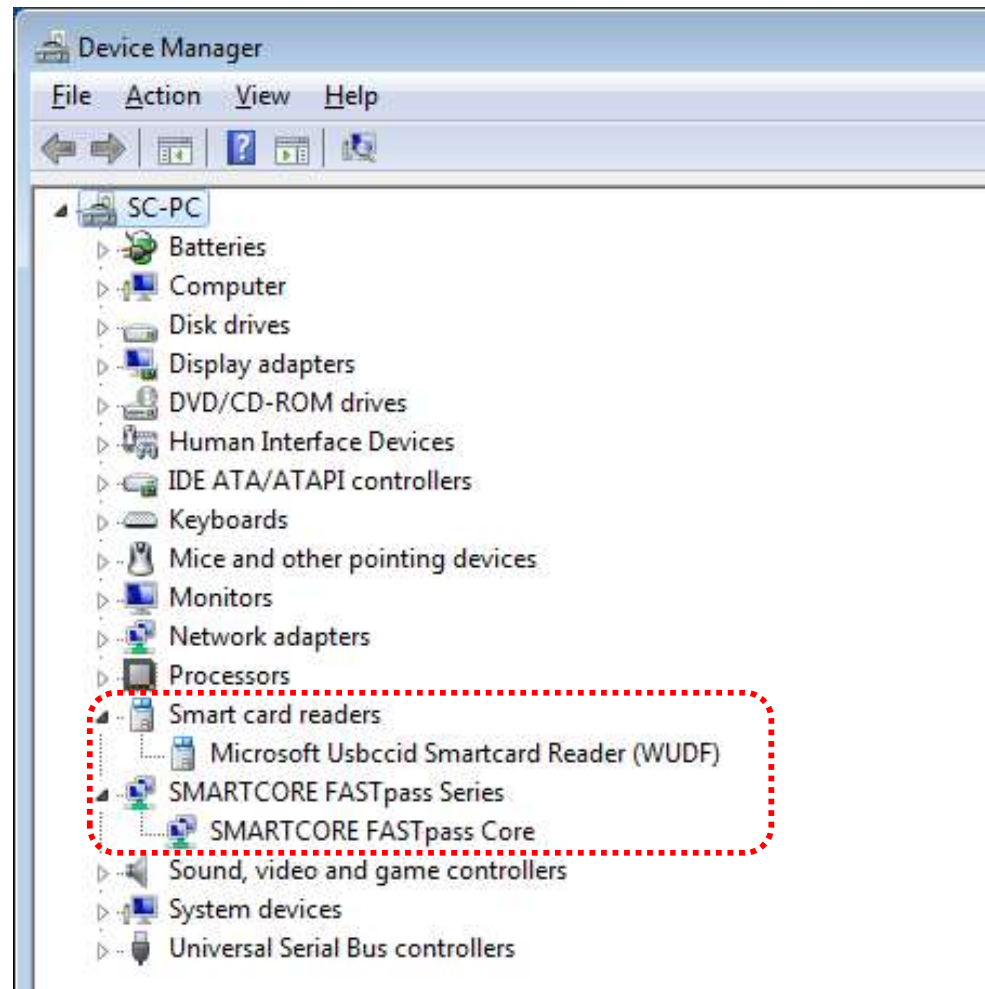 Device Manager
File Action View Help
SC-PC
Batteries
Computer
Disk drives
Display adapters
DVD/CD-ROM drives
Human Interface Devices
IDE ATA/ATAPI controllers
Keyboards
Mice and other pointing devices
Monitors
Network adapters
Processors
Smart card readers
Microsoft Usbccid Smartcard Reader (WUDF)
SMARTCORE FASTpass Series
SMARTCORE FASTpass Core
Sound, video and game controllers
System devices
Universal Serial Bus controllers